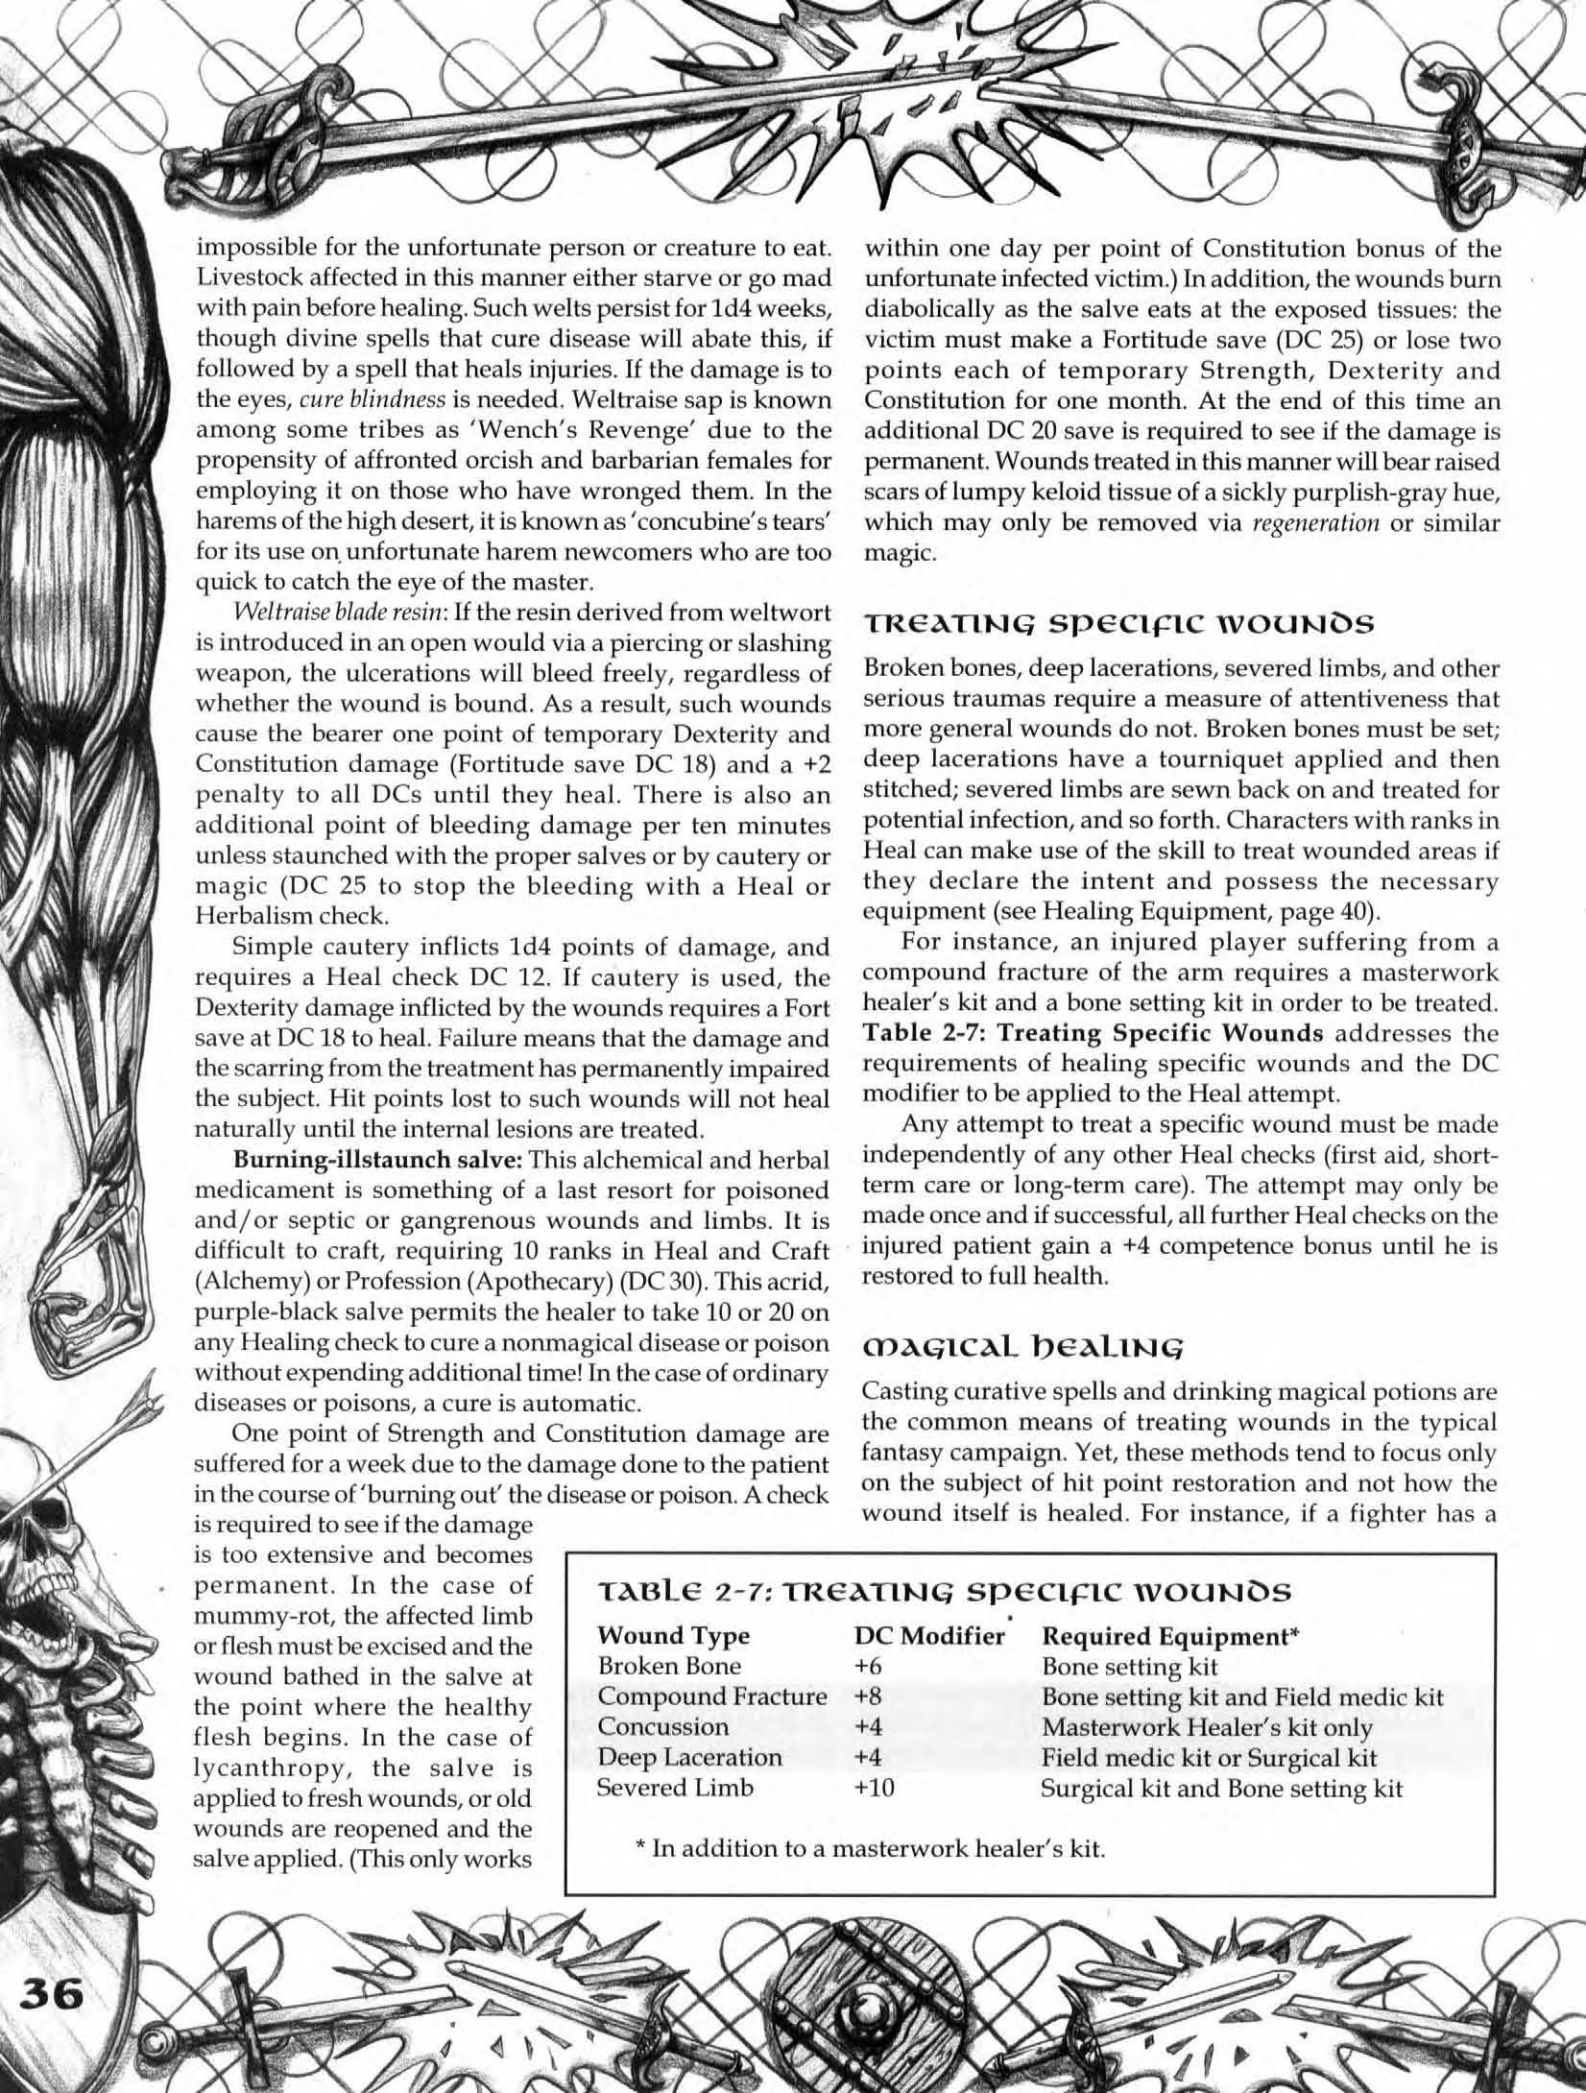 impossible for the unfortunate person or creature to eat.
Livestock affected in this manner either starve or go mad
with pain before healing. Such welts persist for 1d4 weeks,
though divine spells that cure disease will abate this, if
followed by a spell that heals injuries. If the damage is to
the eyes, cure blindness is needed. Weltraise sap is known
among some tribes as 'Wench's Revenge' due to the
propensity of affronted orcish and barbarian females for
employing it on those who have wronged them. In the
harems of the high desert, it is known as 'concubine's tears'
for its use on unfortunate harem newcomers who are too
quick to catch the eye of the master.
Weltraise blade resin: If the resin derived from weltwort
is introduced in an open would via a piercing or slashing
weapon, the ulcerations will bleed freely, regardless of
whether the wound is bound. As a result, such wounds
cause the bearer one point of temporary Dexterity and
Constitution damage (Fortitude save DC 18) and a +2
penalty to all DCs until they heal. There is also an
additional point of bleeding damage per ten minutes
unless staunched with the proper salves or by cautery or
magic (DC 25 to stop the bleeding with a Heal or
Herbalism check.
Simple cautery inflicts 1d4 points of damage, and
requires a Heal check DC 12. If cautery is used, the
Dexterity damage inflicted by the wounds requires a Fort
save at DC 18 to heal. Failure means that the damage and
the scarring from the treatment has permanently impaired
the subject. Hit points lost to such wounds will not heal
naturally until the internal lesions are treated.
Burning-illstaunch salve: This alchemical and herbal
medicament is something of a last resort for poisoned
and/or septic or gangrenous wounds and limbs. It is
difficult to craft, requiring 10 ranks in Heal and Craft
(Alchemy) or Profession (Apothecary) (DC 30). This acrid,
purple-black salve permits the healer to take 10 or 20 on
any Healing check to cure a nonmagical disease or poison
without expending additional time! In the case of ordinary
diseases or poisons, a cure is automatic.
One point of Strength and Constitution damage are
suffered for a week due to the damage done to the patient
in the course of 'burning out' the disease or poison. A check
is required to see if the damage
is too extensive and becomes
permanent. In the case of
mummy-rot, the affected limb
or flesh must be excised and the
wound bathed in the salve at
the point where the healthy
flesh begins. In the case of
lycanthropy, the salve is
applied to fresh wounds, or old
wounds are reopened and the
salve applied. (This only works
within one day per point of Constitution bonus of the
unfortunate infected victim.) In addition, the wounds burn
diabolically as the salve eats at the exposed tissues: the
victim must make a Fortitude save (DC 25) or lose two
points each of temporary Strength, Dexterity and
Constitution for one month. At the end of this time an
additional DC 20 save is required to see if the damage is
permanent. Wounds treated in this manner will bear raised
scars of lumpy keloid tissue of a sickly purplish-gray hue,
which may only be removed via regeneration or similar
magic.
Treating Specific Wounds
Broken bones, deep lacerations, severed limbs, and other
serious traumas require a measure of attentiveness that
more general wounds do not. Broken bones must be set;
deep lacerations have a tourniquet applied and then
stitched; severed limbs are sewn back on and treated for
potential infection, and so forth. Characters with ranks in
Heal can make use of the skill to treat wounded areas if
they declare the intent and possess the necessary
equipment (see Healing Equipment, page 40).
For instance, an injured player suffering from a
compound fracture of the arm requires a masterwork
healer's kit and a bone setting kit in order to be treated.
Table 2-7: Treating Specific Wounds addresses the
requirements of healing specific wounds and the DC
modifier to be applied to the Heal attempt.
Any attempt to treat a specific wound must be made
independently of any other Heal checks (first aid, short-
term care or long-term care). The attempt may only be
made once and if successful, all further Heal checks on the
injured patient gain a +4 competence bonus until he is
restored to full health.
Magical Healing
Casting curative spells and drinking magical potions are
the common means of treating wounds in the typical
fantasy campaign. Yet, these methods tend to focus only
on the subject of hit point restoration and not how the
wound itself is healed. For instance, if a fighter has a
Table 2-7: Treating Specific Wounds
Wound Type DC Modifier Required Equipment*
Broken Bone +6 Bone setting kit
Compound Fracture +8 Bone setting kit and Field medic kit
Concussion +4 Masterwork Healer's kit only
Deep Laceration +4 Field medic kit or Surgical kit
Severed Limb +10 Surgical kit and Bone setting kit
* In addition to a masterwork healer's kit.
36